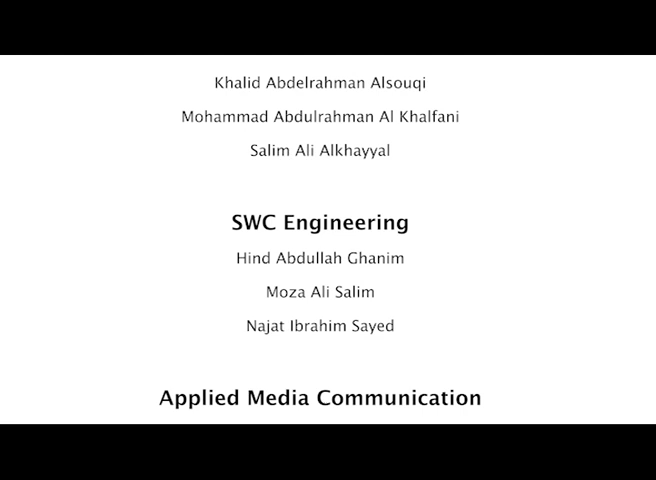 Khalid Abdelrahman Alsouqi
Mohammad Abdulrahman Al Khalfani
Salim Ali Alkhayyal
SWC Engineering
Hind Abdullah Ghanim
Moza Ali Salim
Najat Ibrahim Sayed
Applied Media Communication